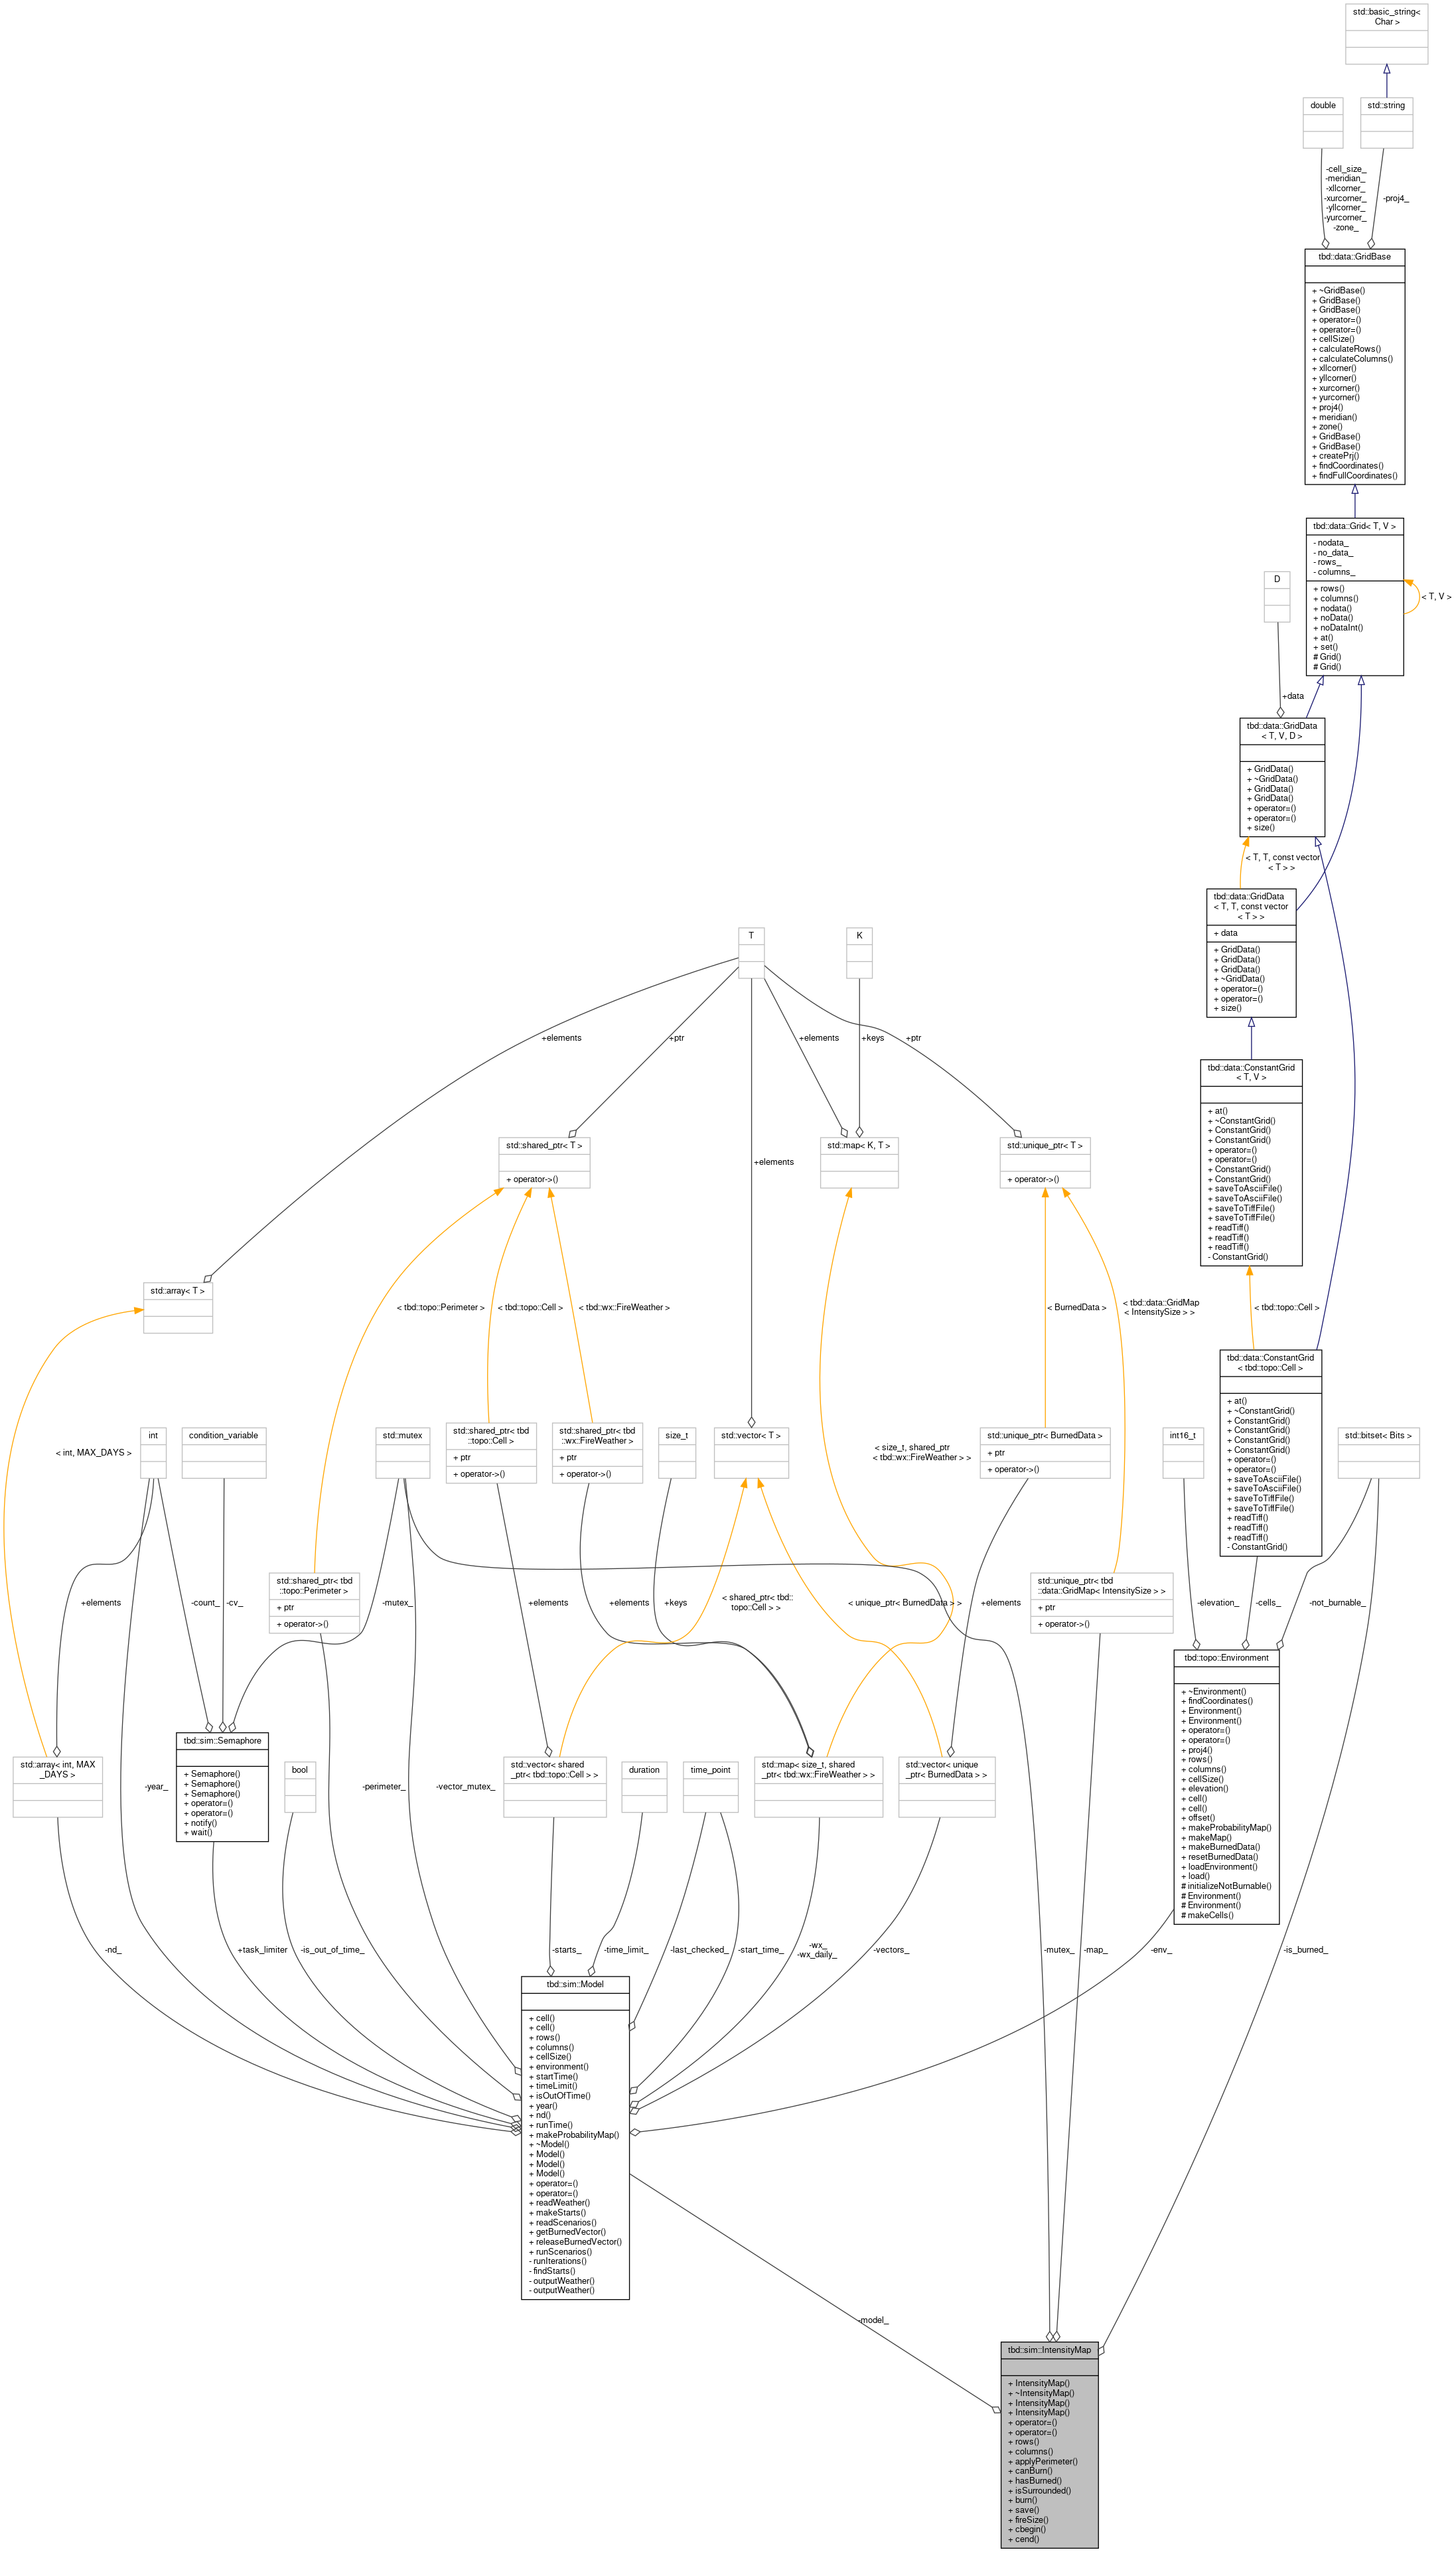 std::basic_string<
Char >
double
std::string
-cell_size_
-meridian_
-xllcorner_
-xurcorner_
-yllcorner_
-yurcorner_
-zone_
-proj4_
tbd::data::GridBase
+ ~GridBase()
+ GridBase()
+ GridBase()
+ operator=()
+ operator=()
+ cellSize()
+ calculateRows()
+ calculateColumns()
+ xllcorner()
+ yllcorner()
+ xurcorner()
+ yurcorner()
+ proj4()
+ meridian()
+ zone()
+ GridBase()
+ GridBase()
+ createPrj()
+ findCoordinates()
+ findFullCoordinates()
tbd::data::Grid< T, V >
- nodata_
- no_data_
- rows_
- columns_
+ rows()
+ columns()
+ nodata()
+ noData()
+ noDataInt()
+ at()
+ set()
# Grid()
# Grid()
< T, V >
D
+data
tbd::data::GridData
< T, V, D >
+ GridData()
+ ~GridData()
+ GridData()
+ GridData()
+ operator=()
+ operator=()
+ size()
< T, T, const vector
< T > >
tbd::data::GridData
< T, T, const vector
< T > >
+ data
+ GridData()
+ GridData()
+ GridData()
+ ~GridData()
+ operator=()
+ operator=()
+ size()
T
K
+elements
+ptr
+elements
+keys
+ptr
tbd::data::ConstantGrid
< T, V >
+ at()
+ ~ConstantGrid()
+ ConstantGrid()
+ ConstantGrid()
+ operator=()
+ operator=()
+ ConstantGrid()
+ ConstantGrid()
+ saveToAsciiFile()
+ saveToAsciiFile()
+ saveToTiffFile()
+ saveToTiffFile()
+ readTiff()
+ readTiff()
+ readTiff()
- ConstantGrid()
std::shared_ptr< T >
+ operator->()
+elements
std::map< K, T >
std::unique_ptr< T >
+ operator->()
std::array< T >
< tbd::topo::Perimeter >
< tbd::topo::Cell >
< tbd::wx::FireWeather >
< BurnedData >
< tbd::data::GridMap
< IntensitySize > >
< tbd::topo::Cell >
tbd::data::ConstantGrid
< tbd::topo::Cell >
+ at()
+ ~ConstantGrid()
+ ConstantGrid()
+ ConstantGrid()
+ ConstantGrid()
+ ConstantGrid()
+ operator=()
+ operator=()
+ saveToAsciiFile()
+ saveToAsciiFile()
+ saveToTiffFile()
+ saveToTiffFile()
+ readTiff()
+ readTiff()
+ readTiff()
- ConstantGrid()
< int, MAX_DAYS >
int
condition_variable
std::mutex
std::shared_ptr< tbd
::topo::Cell >
+ ptr
+ operator->()
std::shared_ptr< tbd
::wx::FireWeather >
+ ptr
+ operator->()
size_t
std::vector< T >
< size_t, shared_ptr
< tbd::wx::FireWeather > >
std::unique_ptr< BurnedData >
+ ptr
+ operator->()
int16_t
std::bitset< Bits >
+elements
-count_
-cv_
std::shared_ptr< tbd
::topo::Perimeter >
+ ptr
+ operator->()
-mutex_
+elements
+elements
+keys
< shared_ptr< tbd::
topo::Cell > >
< unique_ptr< BurnedData > >
+elements
std::unique_ptr< tbd
::data::GridMap< IntensitySize > >
+ ptr
+ operator->()
-elevation_
-cells_
-not_burnable_
tbd::topo::Environment
+ ~Environment()
+ findCoordinates()
+ Environment()
+ Environment()
+ operator=()
+ operator=()
+ proj4()
+ rows()
+ columns()
+ cellSize()
+ elevation()
+ cell()
+ cell()
+ offset()
+ makeProbabilityMap()
+ makeMap()
+ makeBurnedData()
+ resetBurnedData()
+ loadEnvironment()
+ load()
# initializeNotBurnable()
# Environment()
# Environment()
# makeCells()
std::array< int, MAX
_DAYS >
-year_
tbd::sim::Semaphore
+ Semaphore()
+ Semaphore()
+ Semaphore()
+ operator=()
+ operator=()
+ notify()
+ wait()
bool
-perimeter_
-vector_mutex_
std::vector< shared
_ptr< tbd::topo::Cell > >
duration
time_point
std::map< size_t, shared
_ptr< tbd::wx::FireWeather > >
std::vector< unique
_ptr< BurnedData > >
-nd_
+task_limiter
-is_out_of_time_
-starts_
-time_limit_
-last_checked_
-start_time_
-wx_
-wx_daily_
-vectors_
-mutex_
-map_
-env_
-is_burned_
tbd::sim::Model
+ cell()
+ cell()
+ rows()
+ columns()
+ cellSize()
+ environment()
+ startTime()
+ timeLimit()
+ isOutOfTime()
+ year()
+ nd()
+ runTime()
+ makeProbabilityMap()
+ ~Model()
+ Model()
+ Model()
+ Model()
+ operator=()
+ operator=()
+ readWeather()
+ makeStarts()
+ readScenarios()
+ getBurnedVector()
+ releaseBurnedVector()
+ runScenarios()
- runIterations()
- findStarts()
- outputWeather()
- outputWeather()
-model_
tbd::sim::IntensityMap
+ IntensityMap()
+ ~IntensityMap()
+ IntensityMap()
+ IntensityMap()
+ operator=()
+ operator=()
+ rows()
+ columns()
+ applyPerimeter()
+ canBurn()
+ hasBurned()
+ isSurrounded()
+ burn()
+ save()
+ fireSize()
+ cbegin()
+ cend()